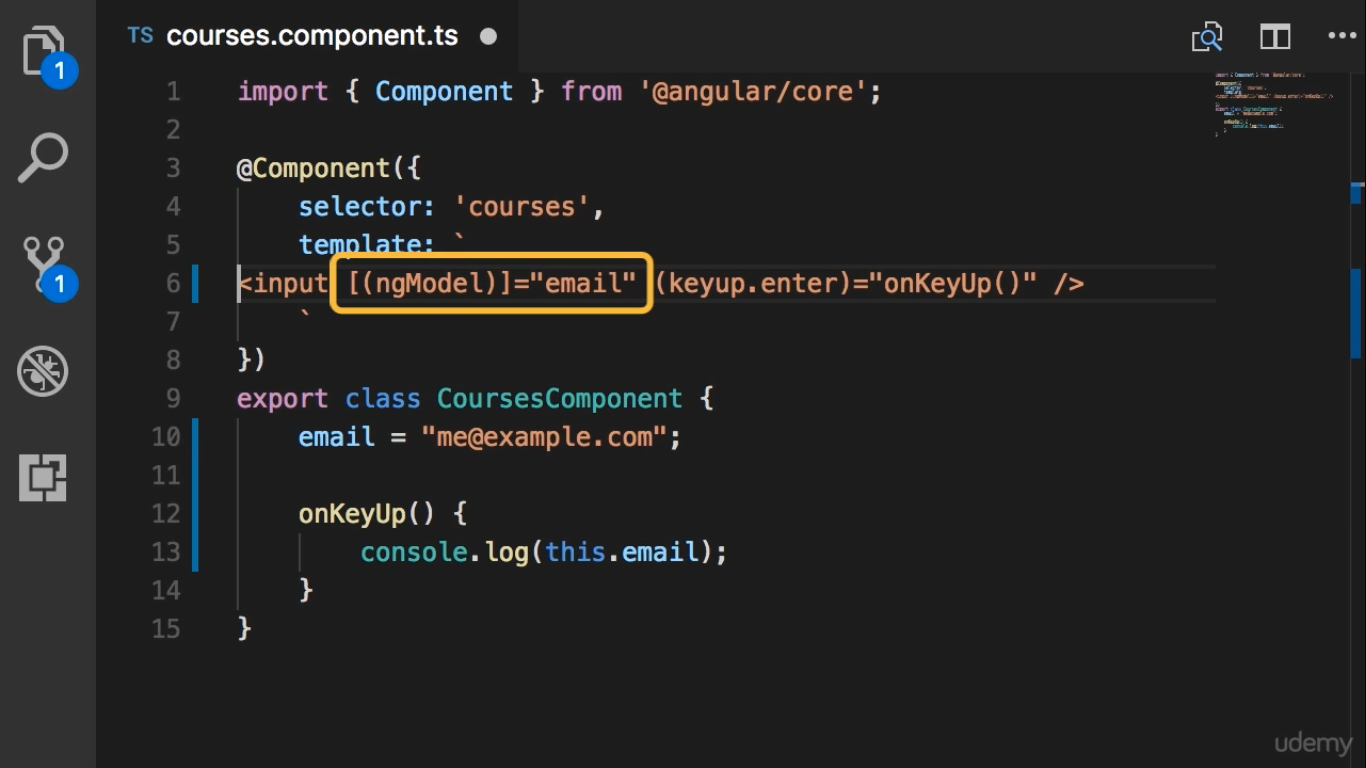 TS courses.component.ts
1
1 import { Component } from '@angular/core';
2
3 @Component({
4 selector: 'courses',
5 template: `
6 <input [(ngModel)]="email" (keyup.enter)="onKeyUp()" />
1
7 `
8 })
9 export class CoursesComponent {
10 email = "me@example.com";
11
12 onKeyUp() {
13 console.log(this.email);
14 }
15 }
udemy